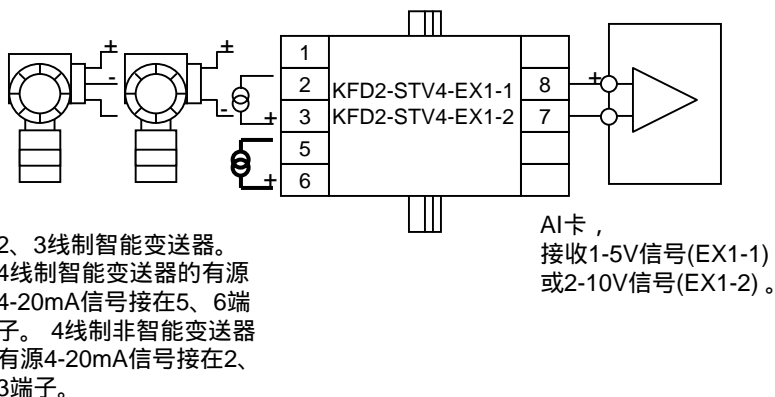 +
-
+
-
+
+
1
2
3
5
6
KFD2-STV4-EX1-1
KFD2-STV4-EX1-2
8
7
+
2、3线制智能变送器。
4线制智能变送器的有源
4-20mA信号接在5、6端
子。 4线制非智能变送器
有源4-20mA信号接在2、
3端子。
AI卡，
接收1-5V信号(EX1-1)
或2-10V信号(EX1-2) 。